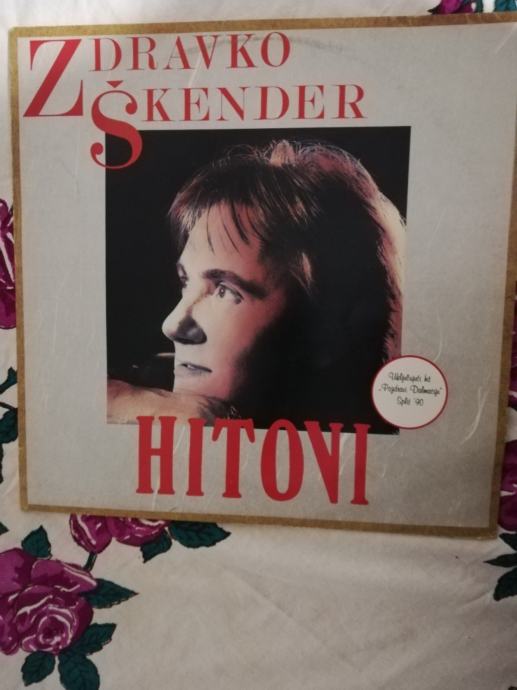 ZDRAVKO
ŠKENDER
Uključujući hit
„Pozdravi Dalmaciju"
Split '90
HITOVI